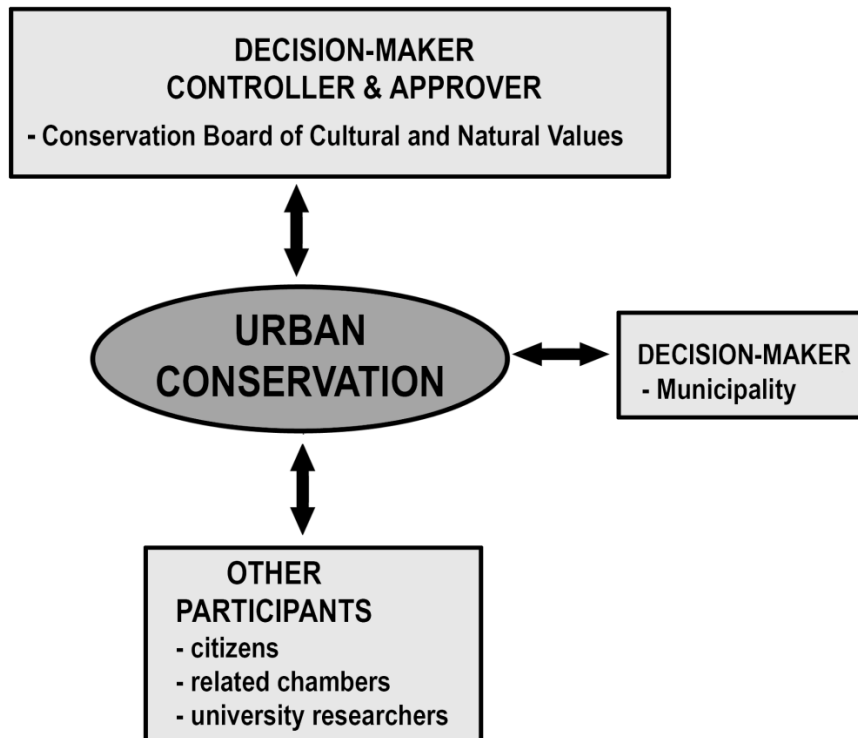 DECISION-MAKER
CONTROLLER & APPROVER
- Conservation Board of Cultural and Natural Values
URBAN
CONSERVATION
DECISION-MAKER
- Municipality
OTHER
PARTICIPANTS
- citizens
- related chambers
- university researchers